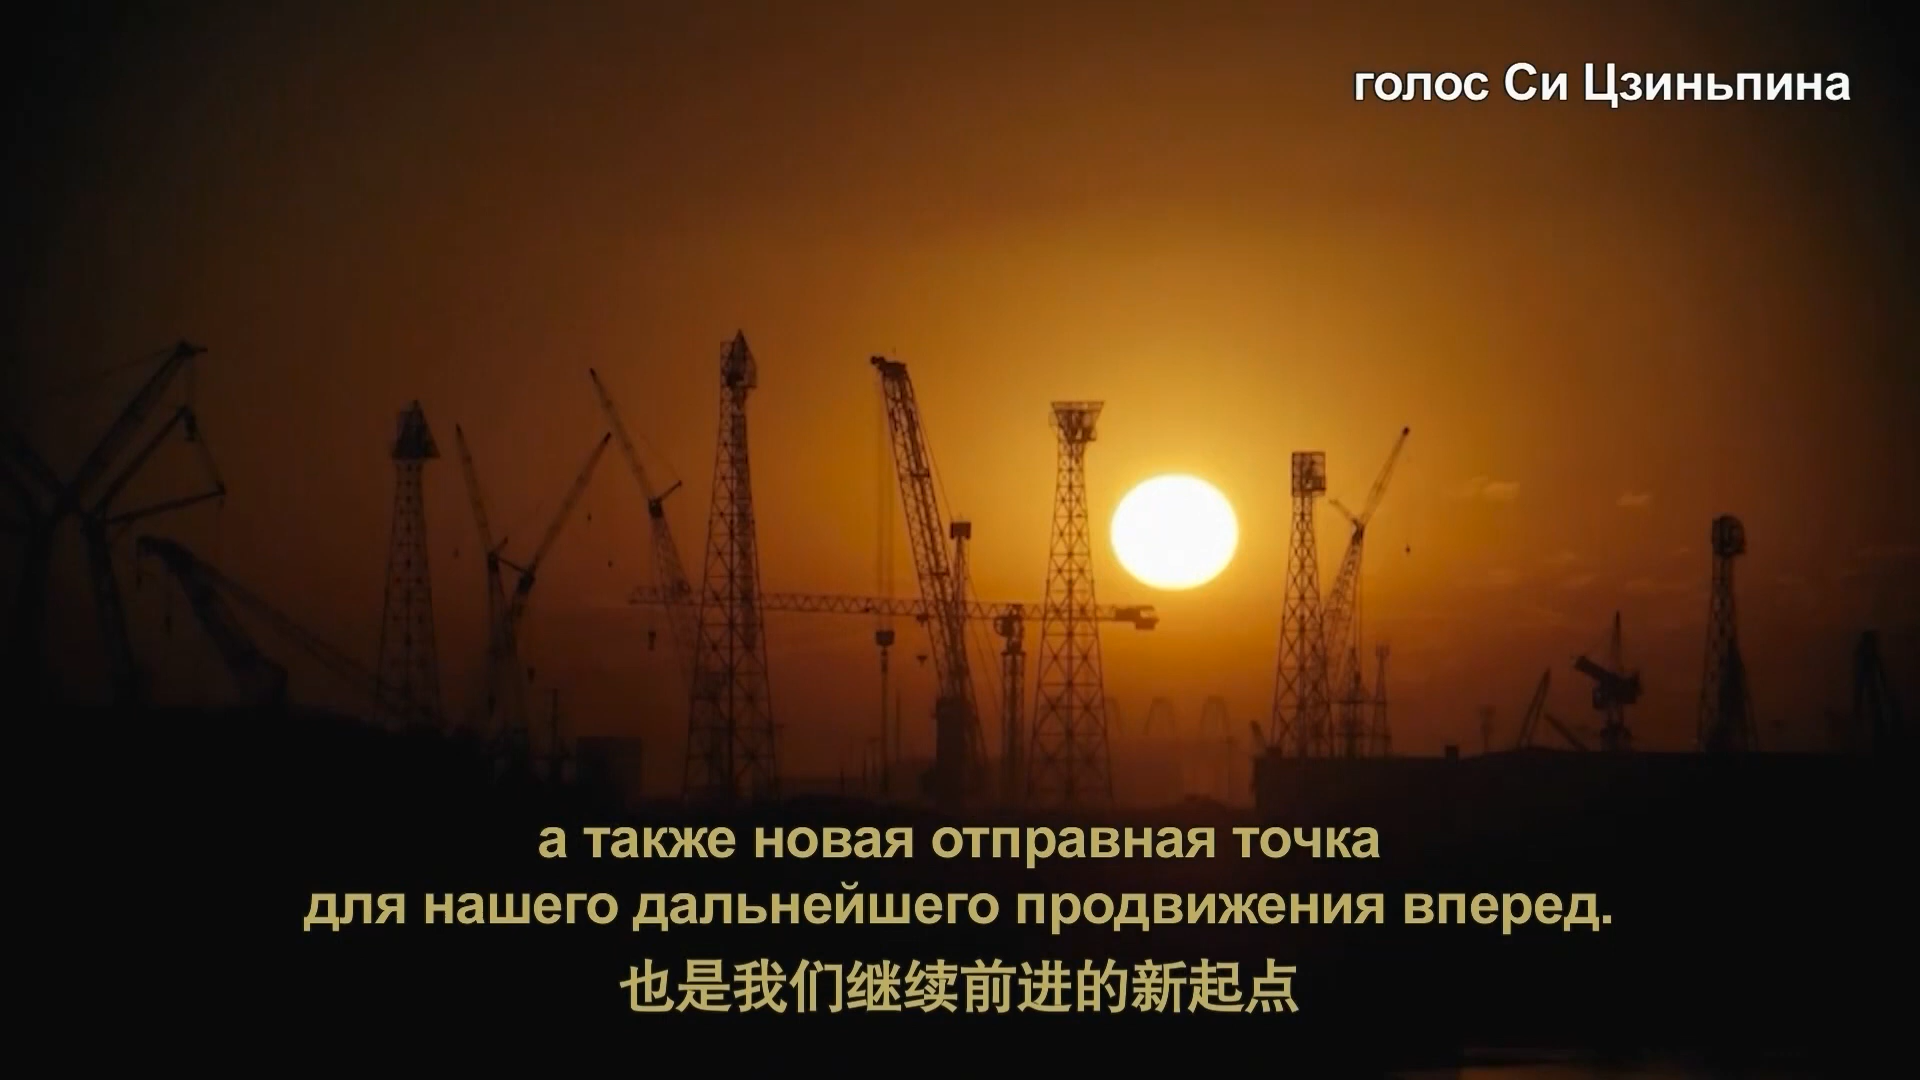 голос Си Цзиньпина
а также новая отправная точка
для нашего дальнейшего продвижения вперед.
也是我们继续前进的新起点